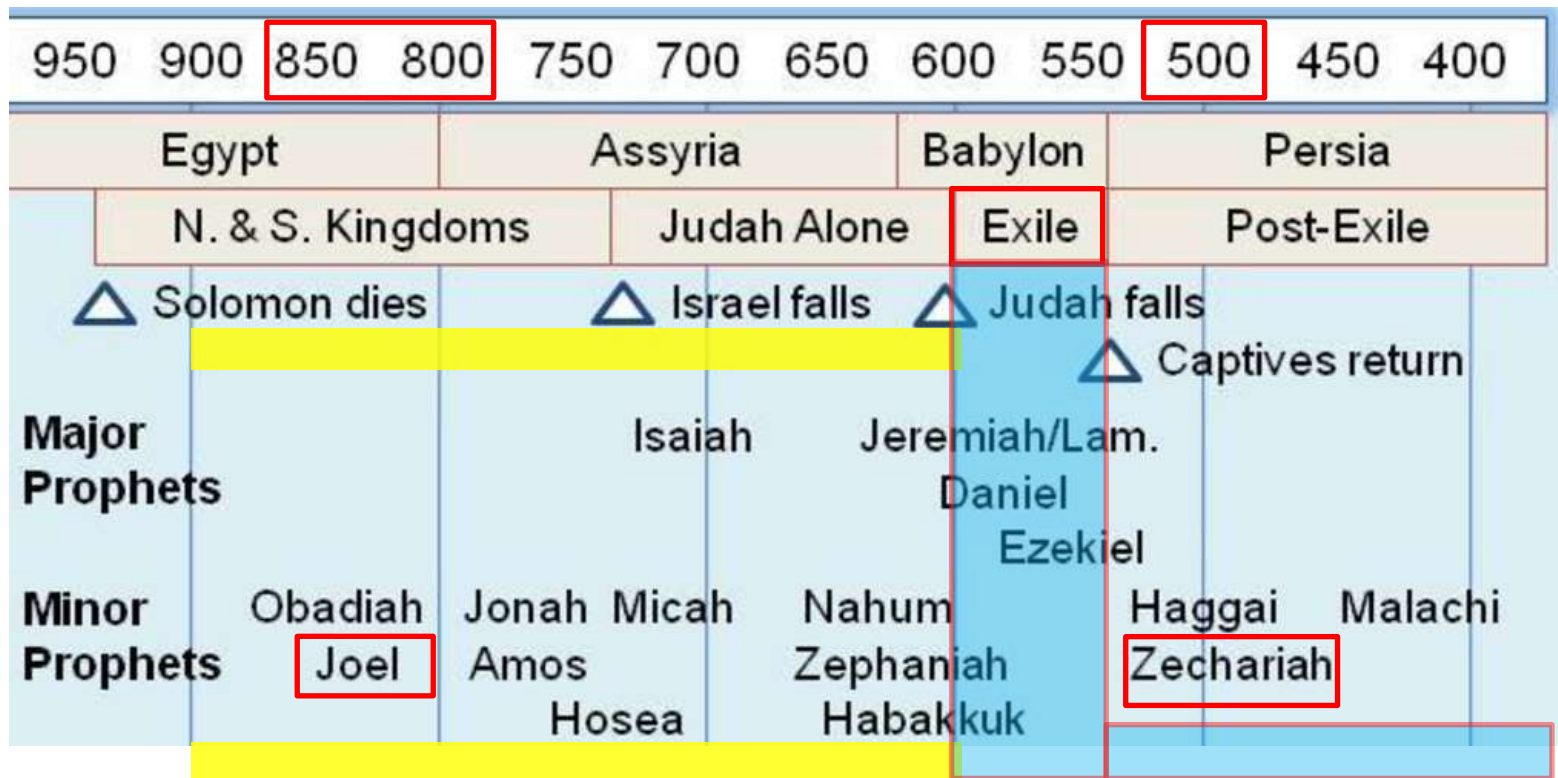 950 900 850 800 750 700 650 600 550 500 450 400
Egypt Assyria Babylon Persia
N. & S. Kingdoms Judah Alone Exile Post-Exile
Solomon dies Israel falls Judah falls
Captives return
Major Isaiah Jeremiah/Lam.
Prophets Daniel
Ezekiel
Minor Obadiah Jonah Micah Nahum Haggai Malachi
Prophets Joel Amos Zephaniah Zechariah
Hosea Habakkuk